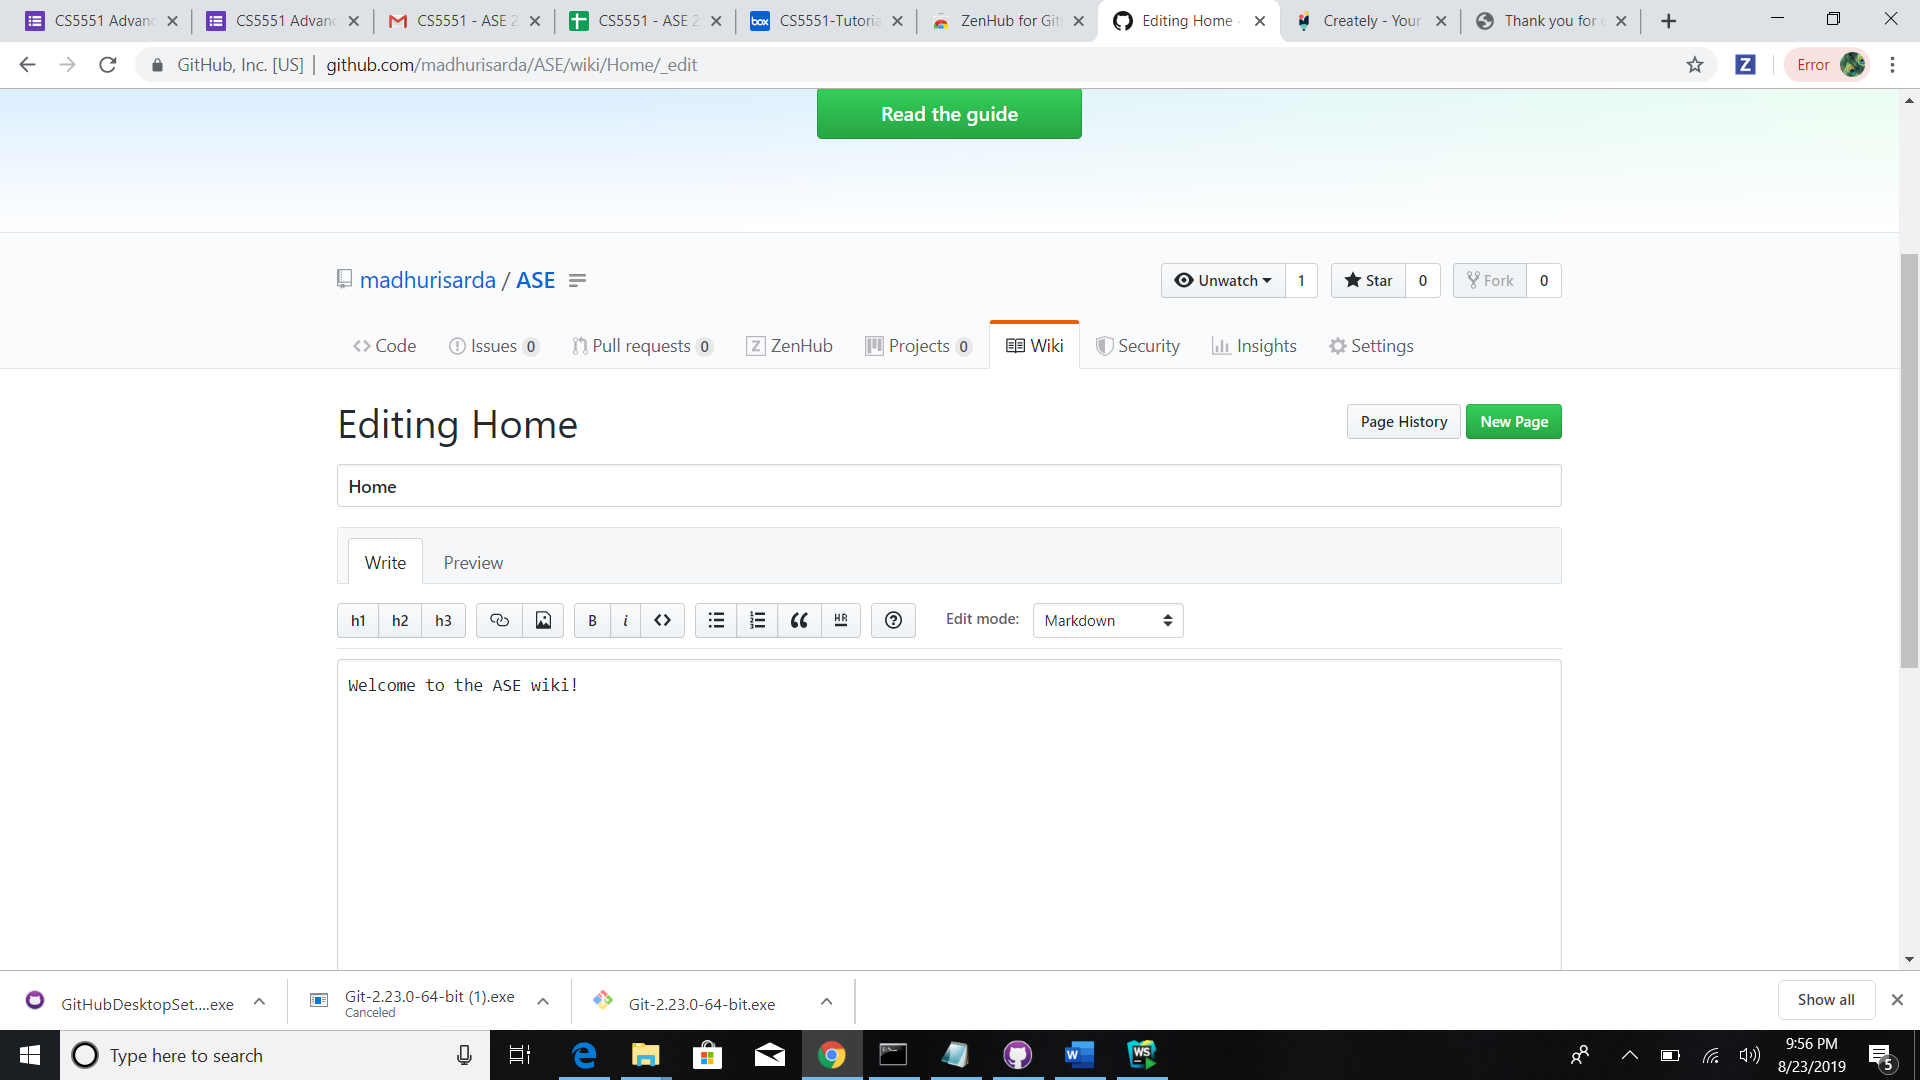 CS5551 Advanc
CS5551 Advanc
CS5551 - ASE 2
CS5551 - ASE 2
CS5551-Tutoria
ZenHub for Git
Editing Home ·
Creately - Your
Thank you for
GitHub, Inc. [US] | github.com/madhurisarda/ASE/wiki/Home/_edit
Z
Error
Read the guide
madhurisarda / ASE
Unwatch 1
Star 0
Fork 0
Code
Issues 0
Pull requests 0
Z ZenHub
Projects 0
Wiki
Security
Insights
Settings
Editing Home
Page History
New Page
Home
Write
Preview
h1 h2 h3
B i
HR
Edit mode: Markdown
Welcome to the ASE wiki!
GitHubDesktopSet....exe
Git-2.23.0-64-bit (1).exe
Canceled
Git-2.23.0-64-bit.exe
Show all
Type here to search
9:56 PM
8/23/2019
5